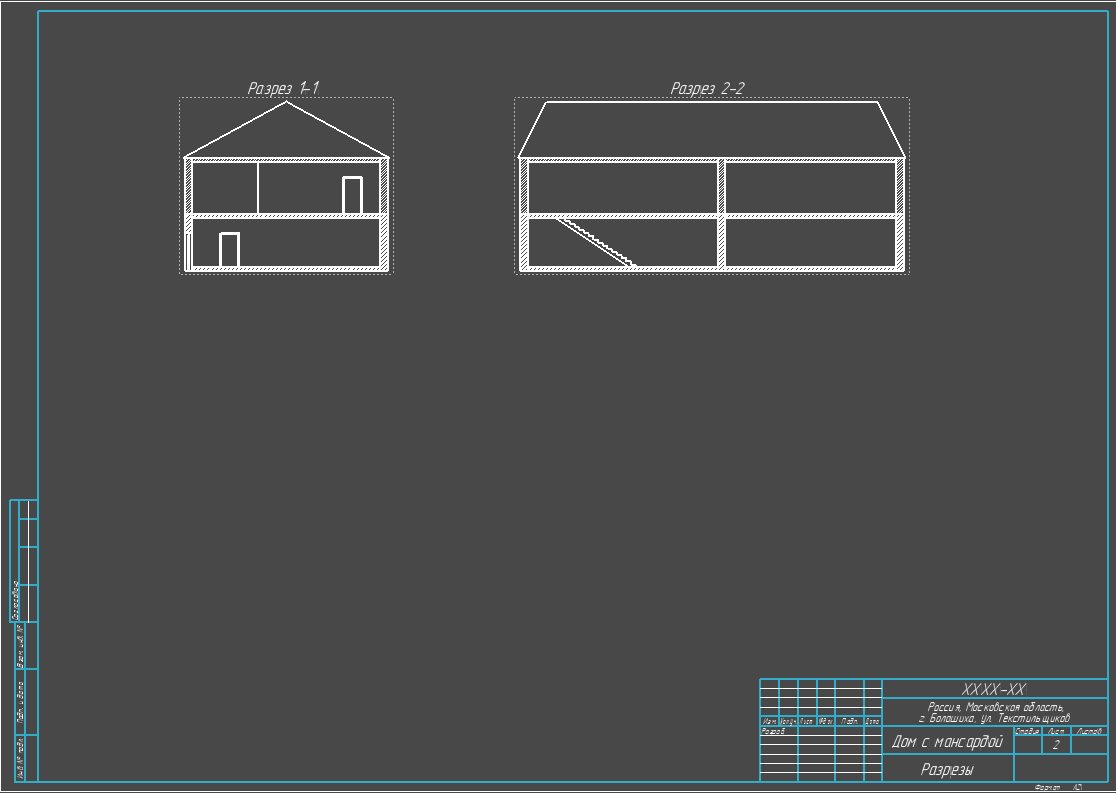 Разрез 1-1
Разрез 2-2
Согласовано
Взам. инв. №
Подп. и дата
Инв. № подл.
XXXX-XX
Россия, Московская область,
г. Балашиха, ул. Текстильщиков
Изм. Кол.уч. Лист №док. Подп. Дата
Разраб.
Дом с мансардой
Стадия Лист Листов
2
Разрезы
Формат